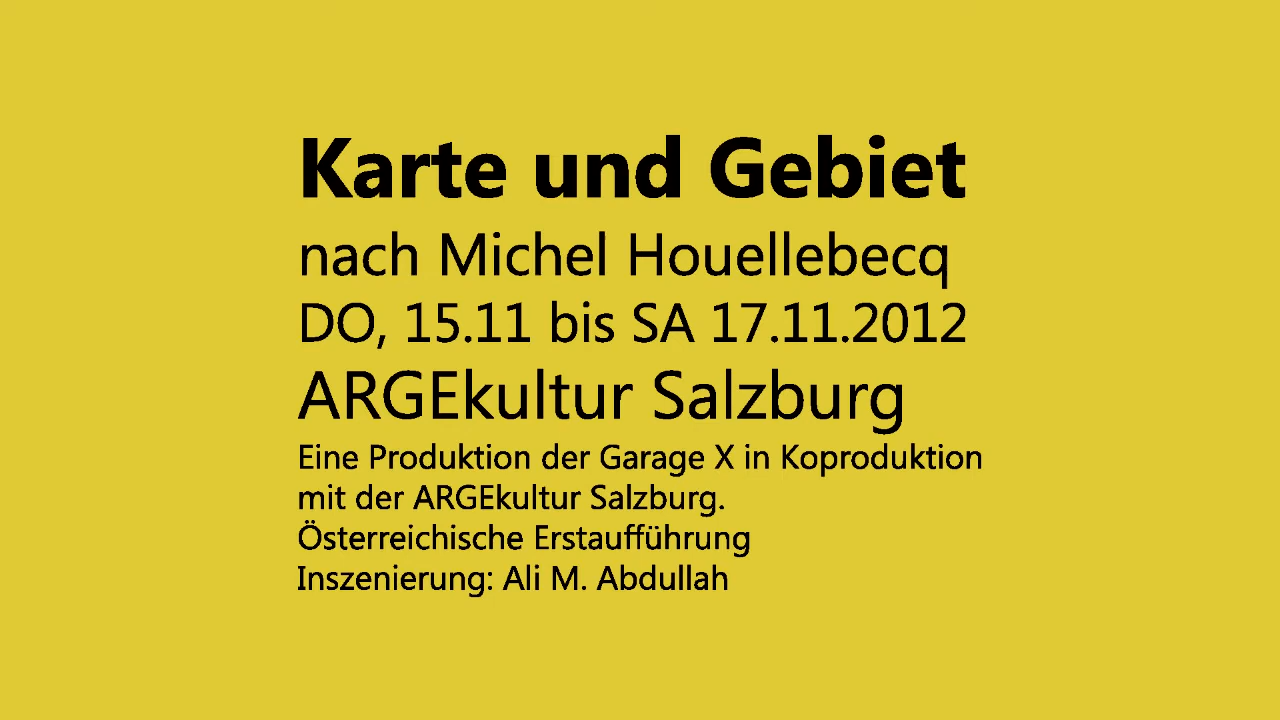 Karte und Gebiet
nach Michel Houellebecq
DO, 15.11 bis SA 17.11.2012
ARGEkultur Salzburg
Eine Produktion der Garage X in Koproduktion
mit der ARGEkultur Salzburg.
Österreichische Erstaufführung
Inszenierung: Ali M. Abdullah